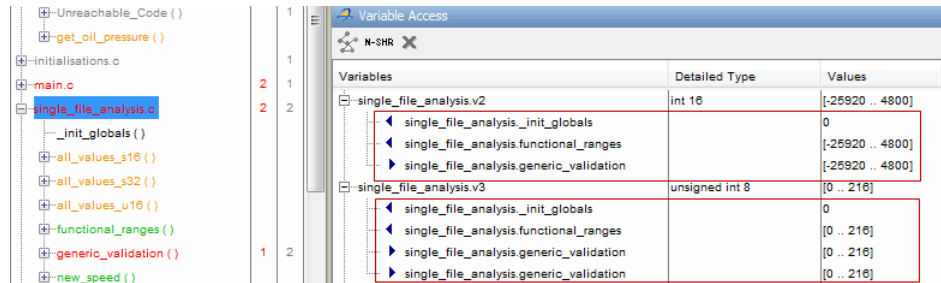 Unreachable_Code ( ) 1
get_oil_pressure ( )
initialisations.c 1
main.c 2 1
single_file_analysis.c 2 2
_init_globals ( )
all_values_s16 ( )
all_values_s32 ( )
all_values_u16 ( )
functional_ranges ( )
generic_validation ( ) 1 2
new_speed ( )
Variable Access
N-SHR
Variables Detailed Type Values
single_file_analysis.v2 int 16 [-25920 .. 4800]
single_file_analysis._init_globals 0
single_file_analysis.functional_ranges [-25920 .. 4800]
single_file_analysis.generic_validation [-25920 .. 4800]
single_file_analysis.v3 unsigned int 8 [0 .. 216]
single_file_analysis._init_globals 0
single_file_analysis.functional_ranges [0 .. 216]
single_file_analysis.generic_validation [0 .. 216]
single_file_analysis.generic_validation [0 .. 216]